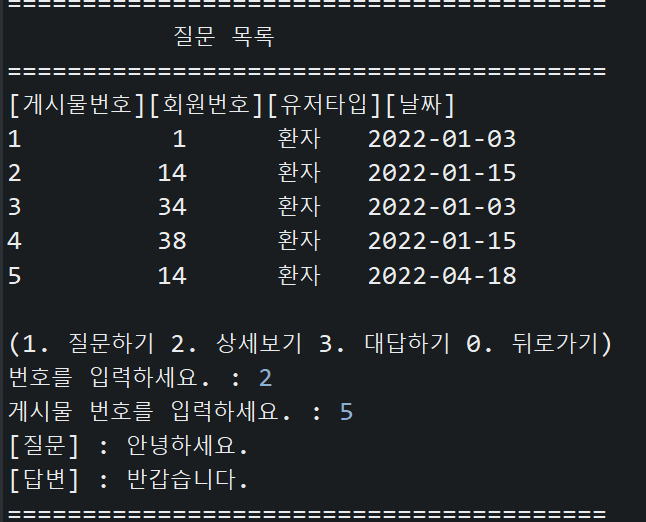 ========================================
질문 목록
========================================
[게시물번호][회원번호][유저타입][날짜]
1 1 환자 2022-01-03
2 14 환자 2022-01-15
3 34 환자 2022-01-03
4 38 환자 2022-01-15
5 14 환자 2022-04-18
(1. 질문하기 2. 상세보기 3. 대답하기 0. 뒤로가기)
번호를 입력하세요. : 2
게시물 번호를 입력하세요. : 5
[질문] : 안녕하세요.
[답변] : 반갑습니다.
========================================